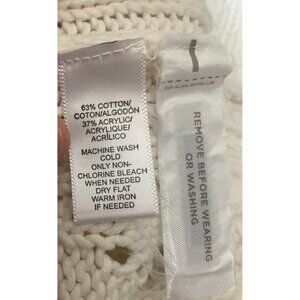 63% COTTON/
COTON/ALGODÓN
37% ACRYLIC/
ACRYLIQUE/
ACRÍLICO
MACHINE WASH
COLD
ONLY NON-
CHLORINE BLEACH
WHEN NEEDED
DRY FLAT
WARM IRON
IF NEEDED
REMOVE BEFORE WEARING
OR WASHING